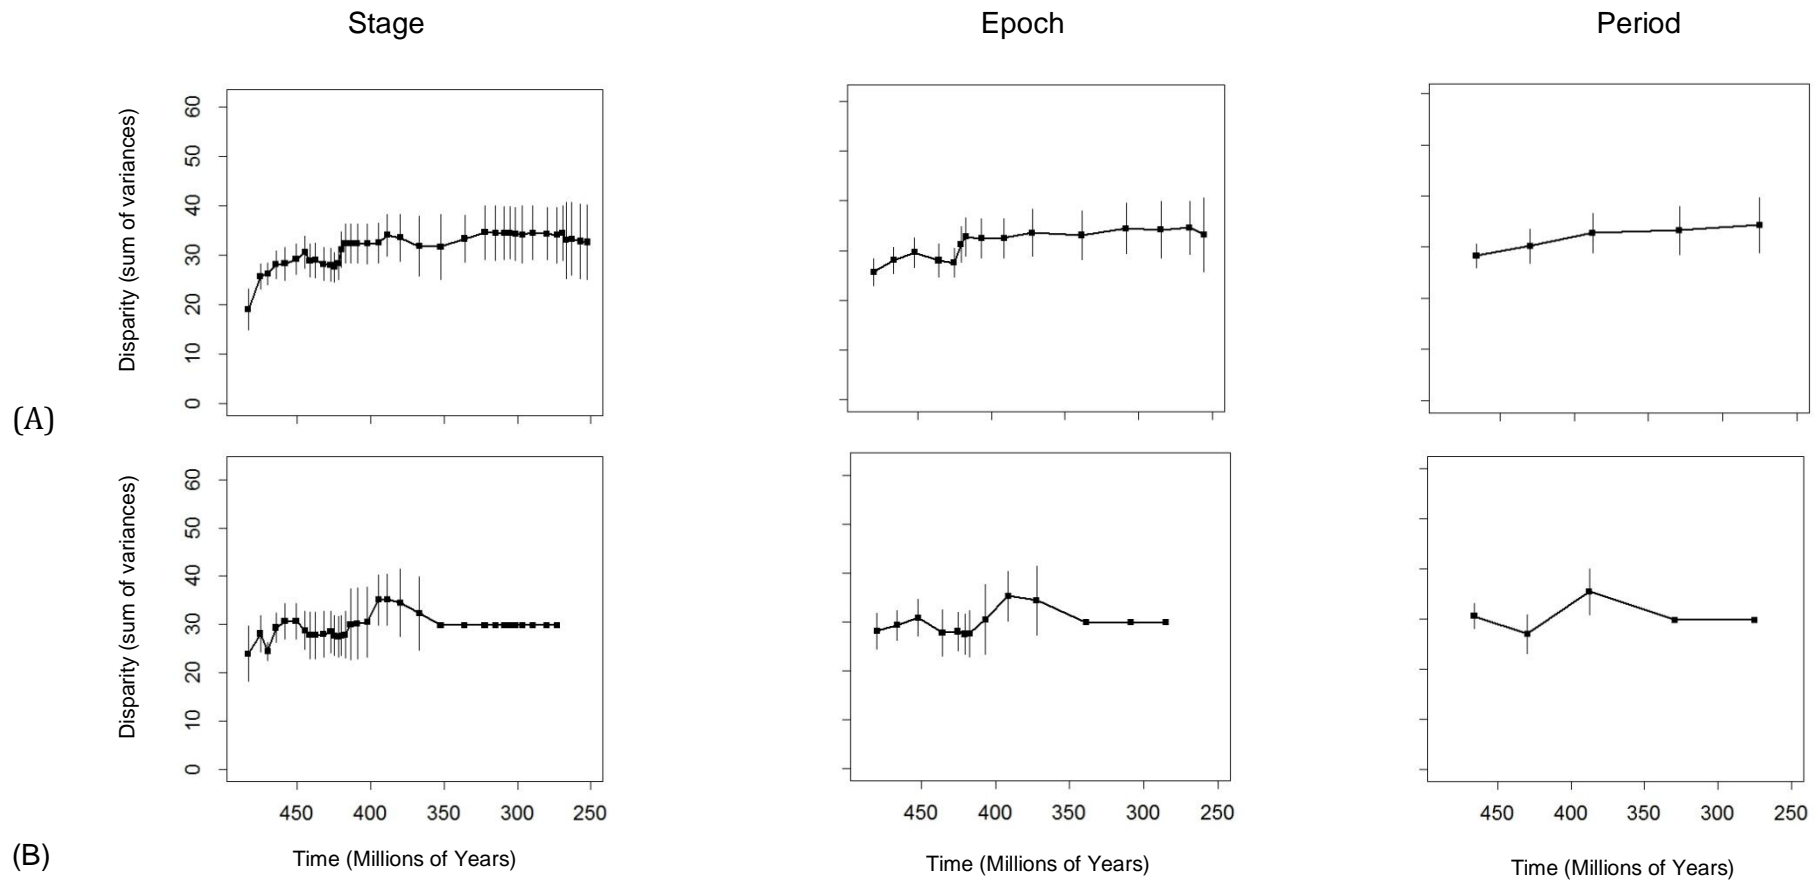 Stage Epoch Period
Disparity (sum of variances)
60
50
40
30
20
10
0
(A)
Disparity (sum of variances)
60
50
40
30
20
10
0
450 400 350 300 250 450 400 350 300 250 450 400 350 300 250
(B)
Time (Millions of Years) Time (Millions of Years) Time (Millions of Years)